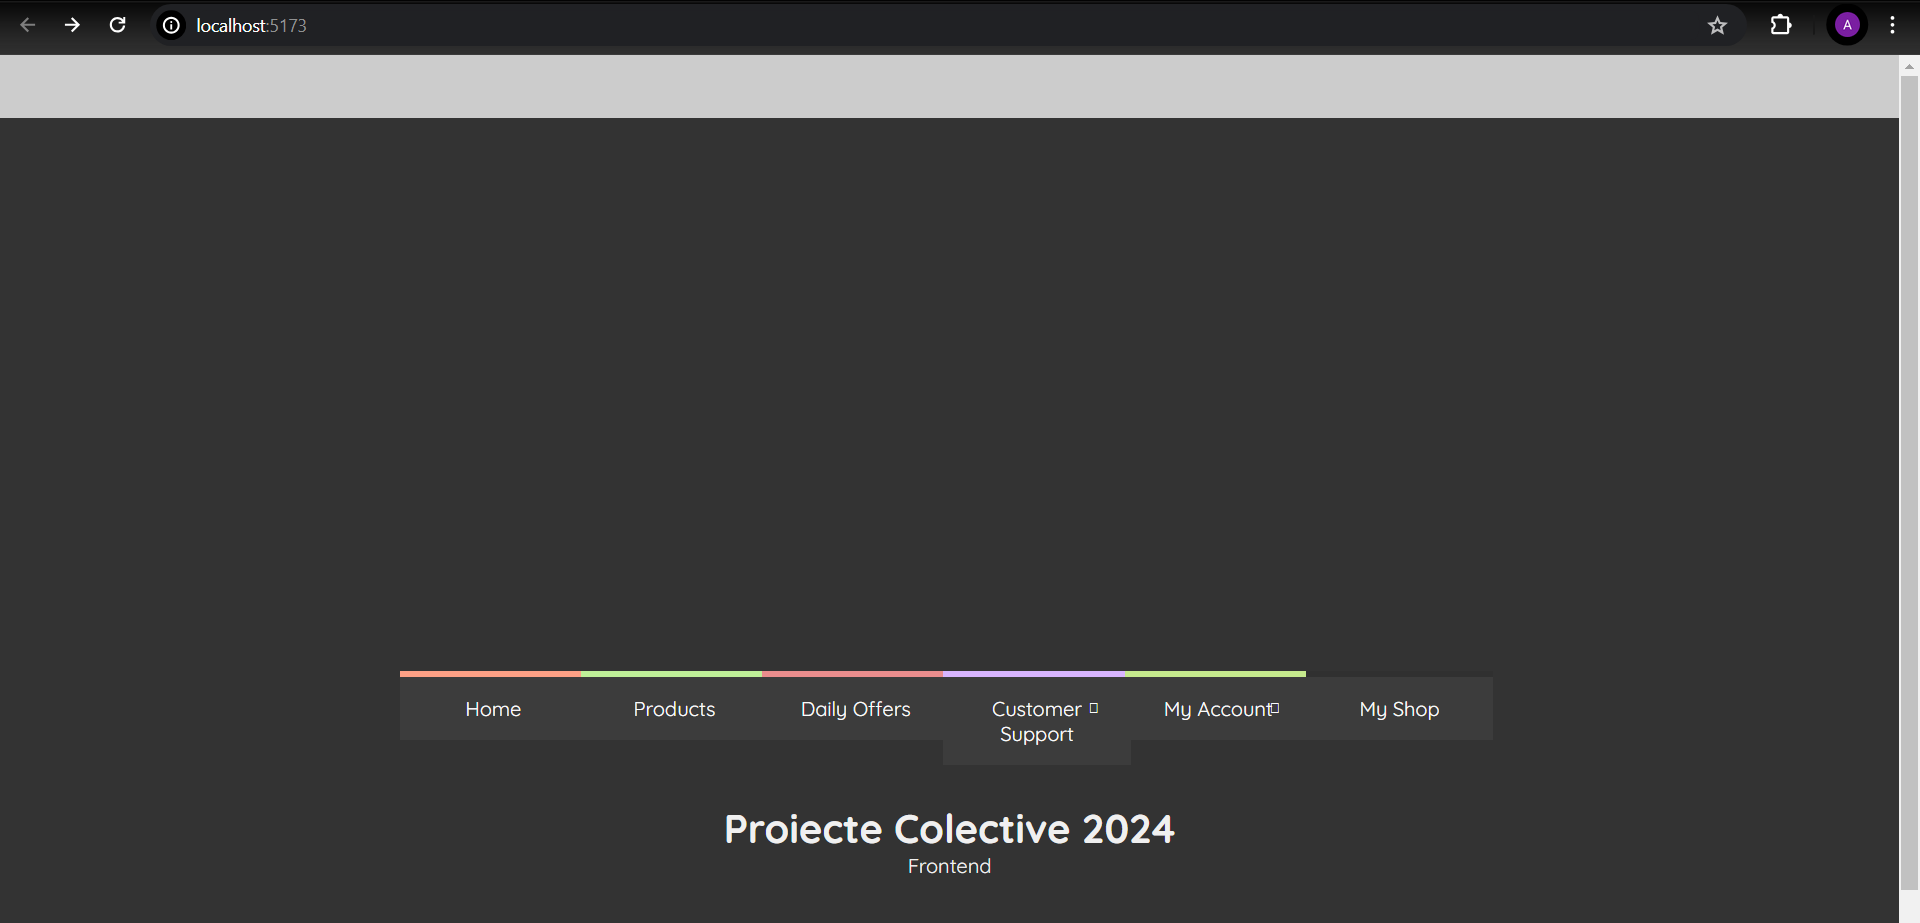 localhost:5173
A
Home
Products
Daily Offers
Customer
Support
My Account
My Shop
Proiecte Colective 2024
Frontend